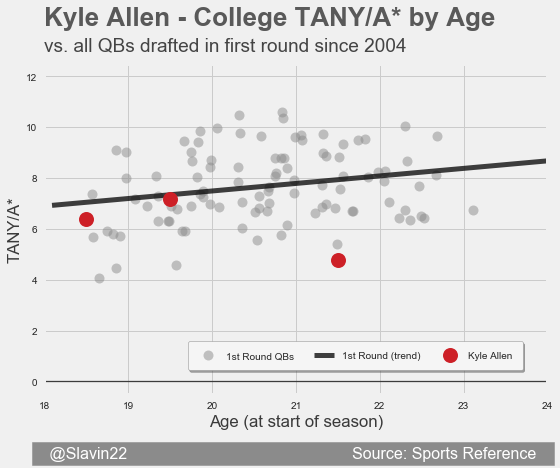 Kyle Allen - College TANY/A* by Age
vs. all QBs drafted in first round since 2004
12
10
8
6
4
2
0
TANY/A*
1st Round QBs
1st Round (trend)
Kyle Allen
18 19 20 21 22 23 24
Age (at start of season)
@Slavin22
Source: Sports Reference